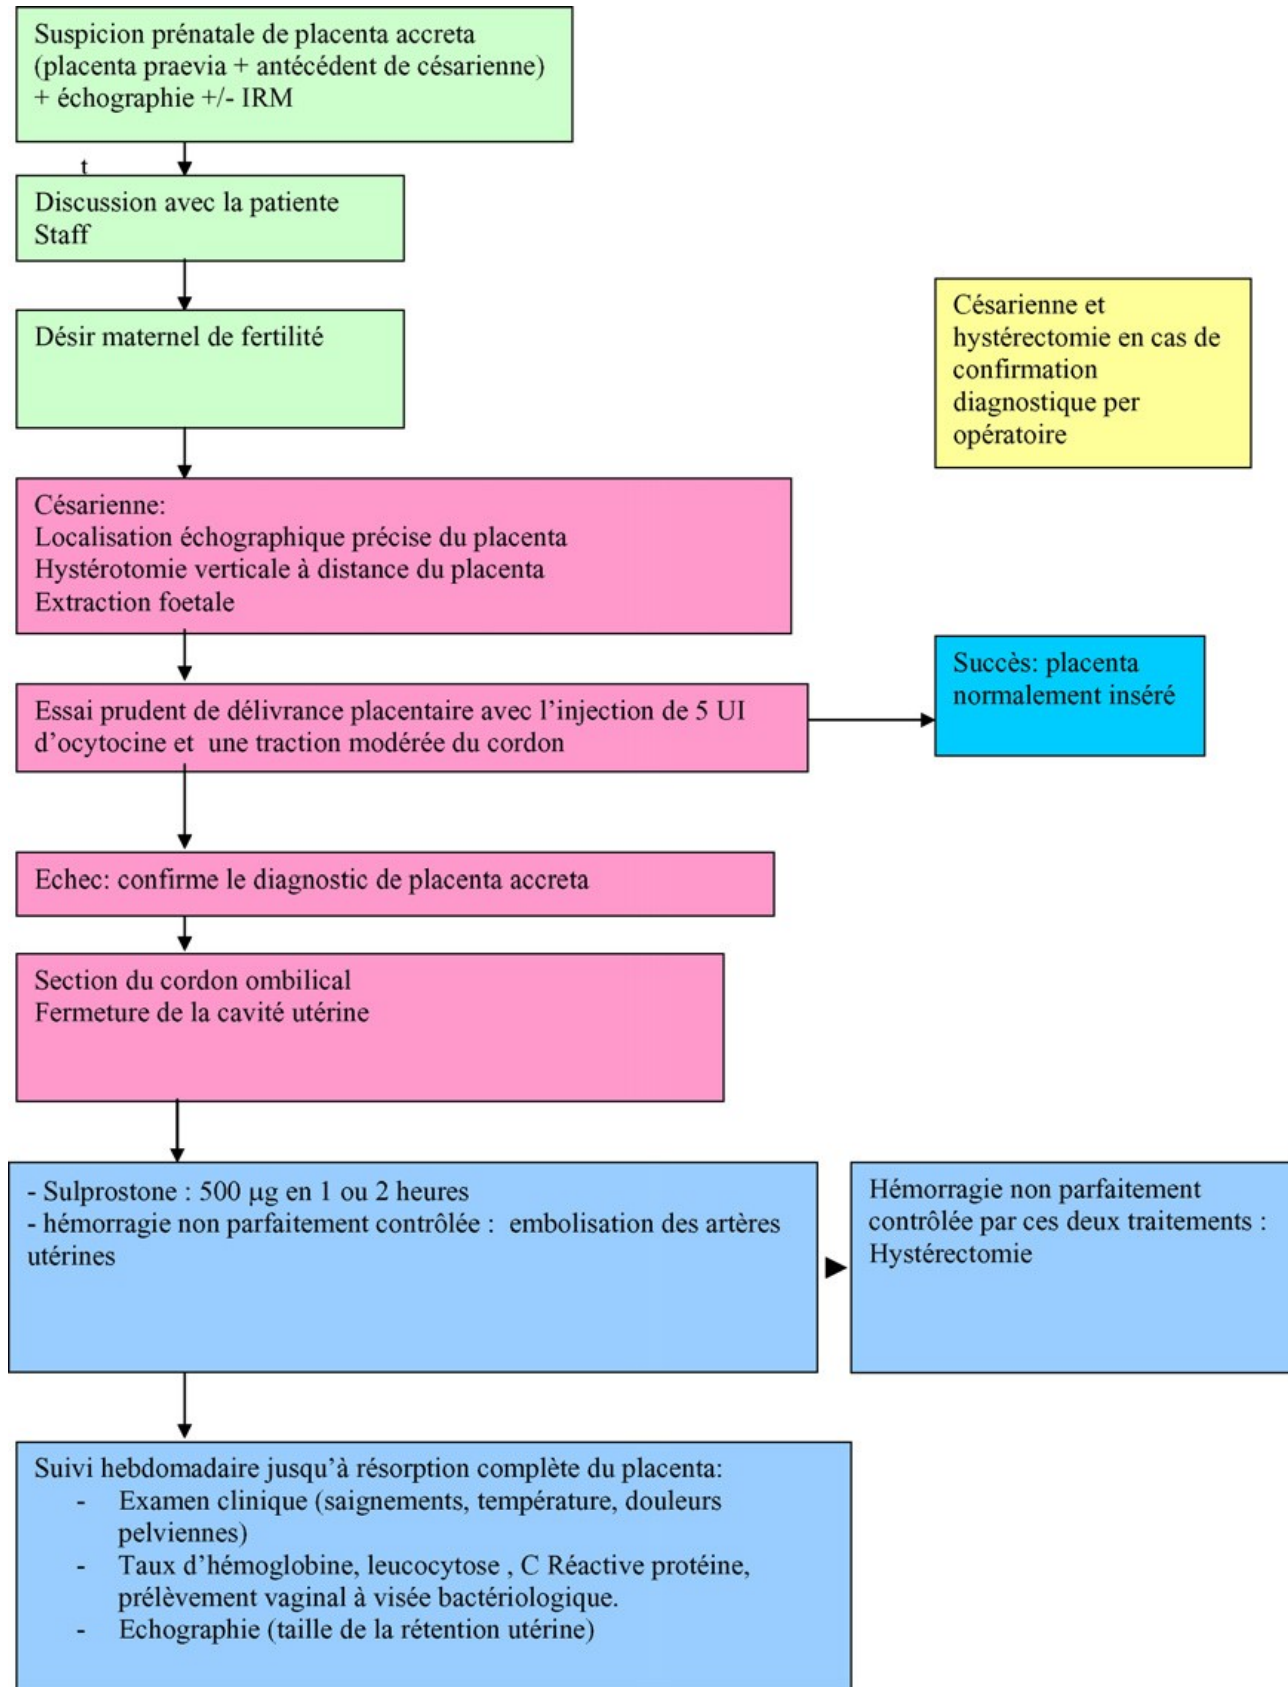 Suspicion prénatale de placenta accreta
(placenta praevia + antécédent de césarienne)
+ échographie +/- IRM
t
Discussion avec la patiente
Staff
Désir maternel de fertilité
Césarienne et
hystérectomie en cas de
confirmation
diagnostique per
opératoire
Césarienne:
Localisation échographique précise du placenta
Hystérotomie verticale à distance du placenta
Extraction foetale
Essai prudent de délivrance placentaire avec l'injection de 5 UI
d'ocytocine et une traction modérée du cordon
Succès: placenta
normalement inséré
Echec: confirme le diagnostic de placenta accreta
Section du cordon ombilical
Fermeture de la cavité utérine
- Sulprostone : 500 µg en 1 ou 2 heures
- hémorragie non parfaitement contrôlée : embolisation des artères
utérines
Hémorragie non parfaitement
contrôlée par ces deux traitements :
Hystérectomie
Suivi hebdomadaire jusqu'à résorption complète du placenta:
- Examen clinique (saignements, température, douleurs
pelviennes)
- Taux d'hémoglobine, leucocytose , C Réactive protéine,
prélèvement vaginal à visée bactériologique.
- Echographie (taille de la rétention utérine)